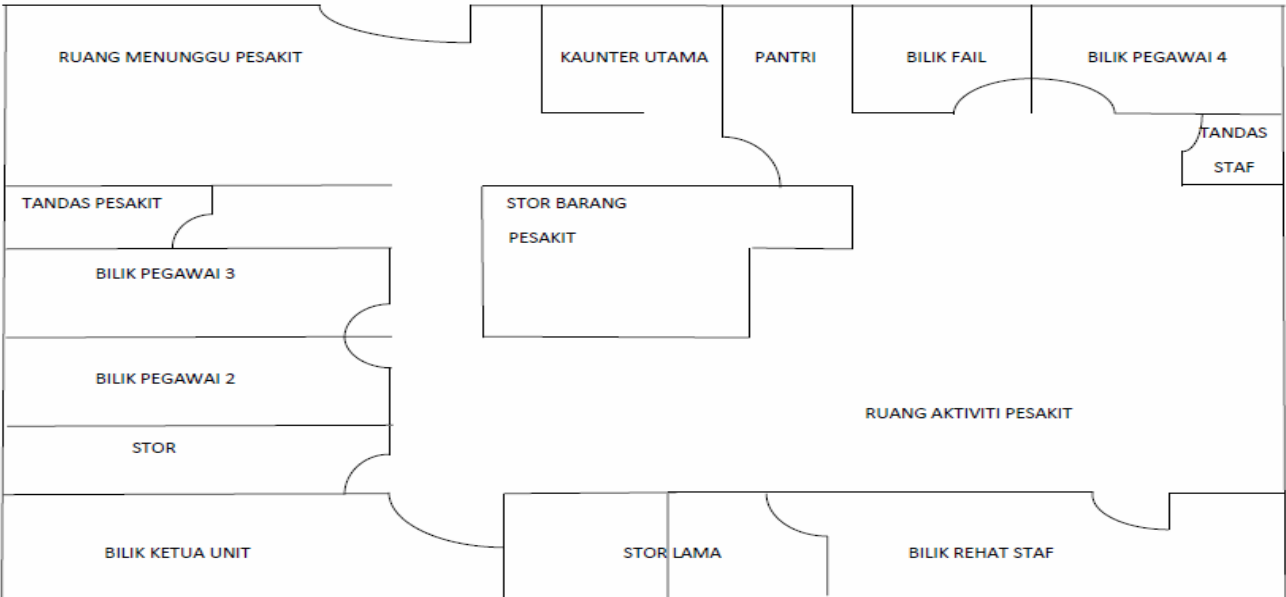 RUANG MENUNGGU PESAKIT
KAUNTER UTAMA
PANTRI
BILIK FAIL
BILIK PEGAWAI 4
TANDAS
STAF
TANDAS PESAKIT
STOR BARANG
PESAKIT
BILIK PEGAWAI 3
BILIK PEGAWAI 2
RUANG AKTIVITI PESAKIT
STOR
BILIK KETUA UNIT
STOR LAMA
BILIK REHAT STAF